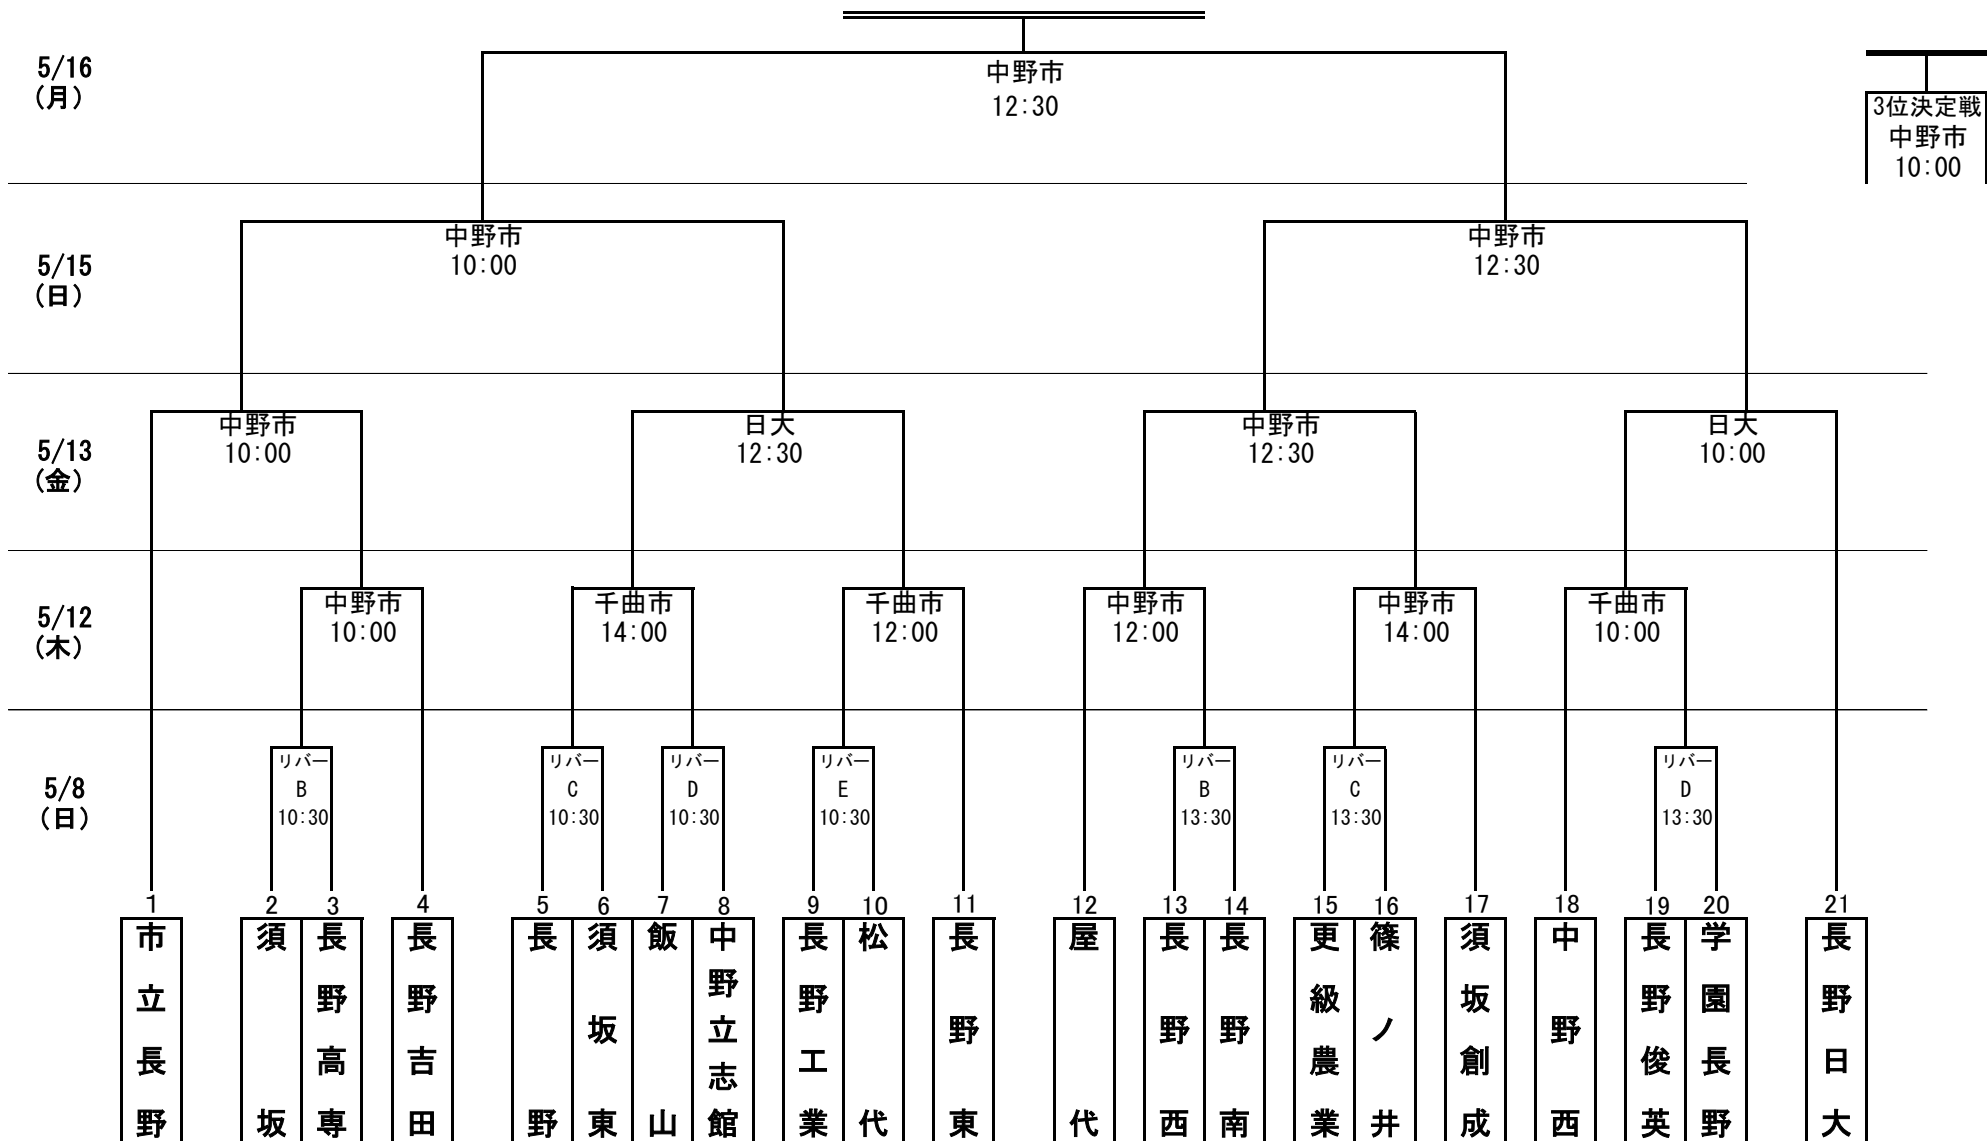 5/16
(月)
中野市
12:30
3位決定戦
中野市
10:00
5/15
(日)
中野市
10:00
中野市
12:30
5/13
(金)
中野市
10:00
日大
12:30
中野市
12:30
日大
10:00
5/12
(木)
中野市
10:00
千曲市
14:00
千曲市
12:00
中野市
12:00
中野市
14:00
千曲市
10:00
5/8
(日)
リバー
B
10:30
リバー
C
10:30
リバー
D
10:30
リバー
E
10:30
リバー
B
13:30
リバー
C
13:30
リバー
D
13:30
1
市立長野
2
須坂
3
長野高専
4
長野吉田
5
長野
6
須坂東
7
飯山
8
中野立志館
9
長野工業
10
松代
11
長野東
12
屋代
13
長野西
14
長野南
15
更級農業
16
篠ノ井
17
須坂創成
18
中野西
19
長野俊英
20
学園長野
21
長野日大